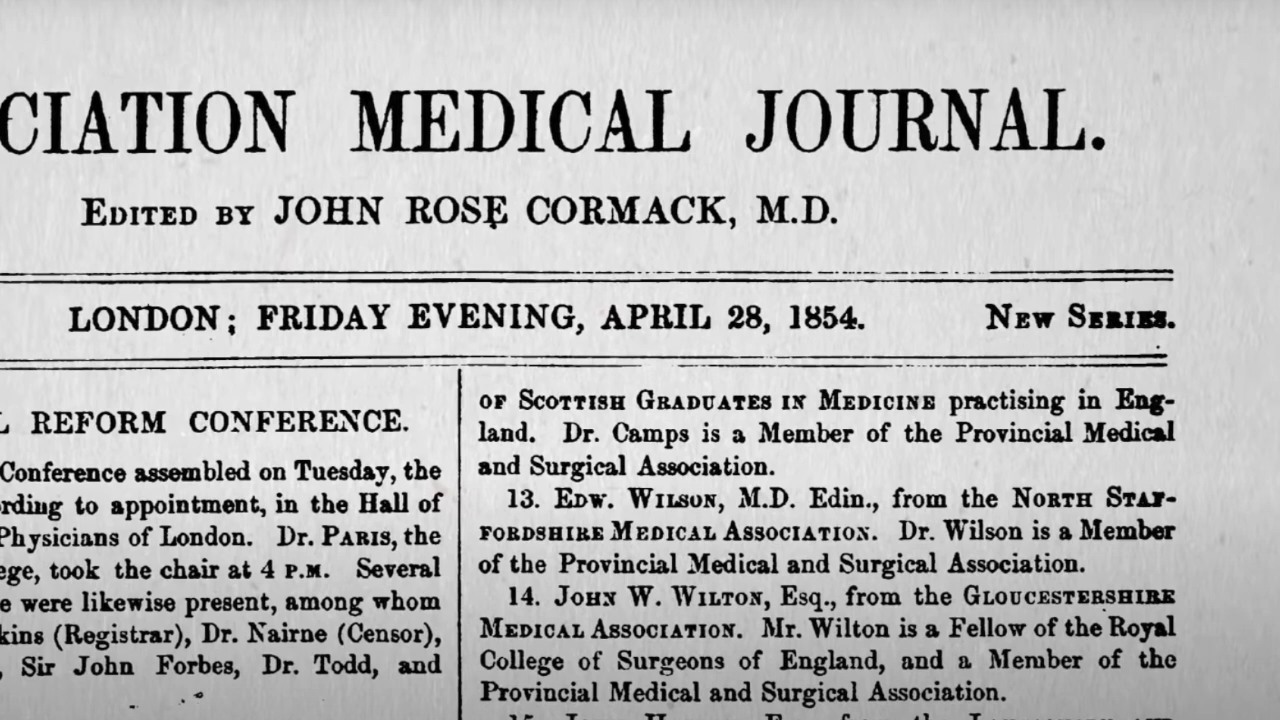 CIATION MEDICAL JOURNAL.
EDITED BY JOHN ROSE CORMACK, M.D.
LONDON; FRIDAY EVENING, APRIL 28, 1854. NEW SERIES.
L REFORM CONFERENCE.
Conference assembled on Tuesday, the
rding to appointment, in the Hall of
Physicians of London. Dr. PARIS, the
ege, took the chair at 4 P.M. Several
e were likewise present, among whom
kins (Registrar), Dr. Nairne (Censor),
, Sir John Forbes, Dr. Todd, and
OF SCOTTISH GRADUATES IN MEDICINE practising in Eng-
land. Dr. Camps is a Member of the Provincial Medical
and Surgical Association.
13. EDW. WILSON, M.D. Edin., from the NORTH STAF-
FORDSHIRE MEDICAL ASSOCIATION. Dr. Wilson is a Member
of the Provincial Medical and Surgical Association.
14. JOHN W. WILTON, Esq., from the GLOUCESTERSHIRE
MEDICAL ASSOCIATION. Mr. Wilton is a Fellow of the Royal
College of Surgeons of England, and a Member of the
Provincial Medical and Surgical Association.